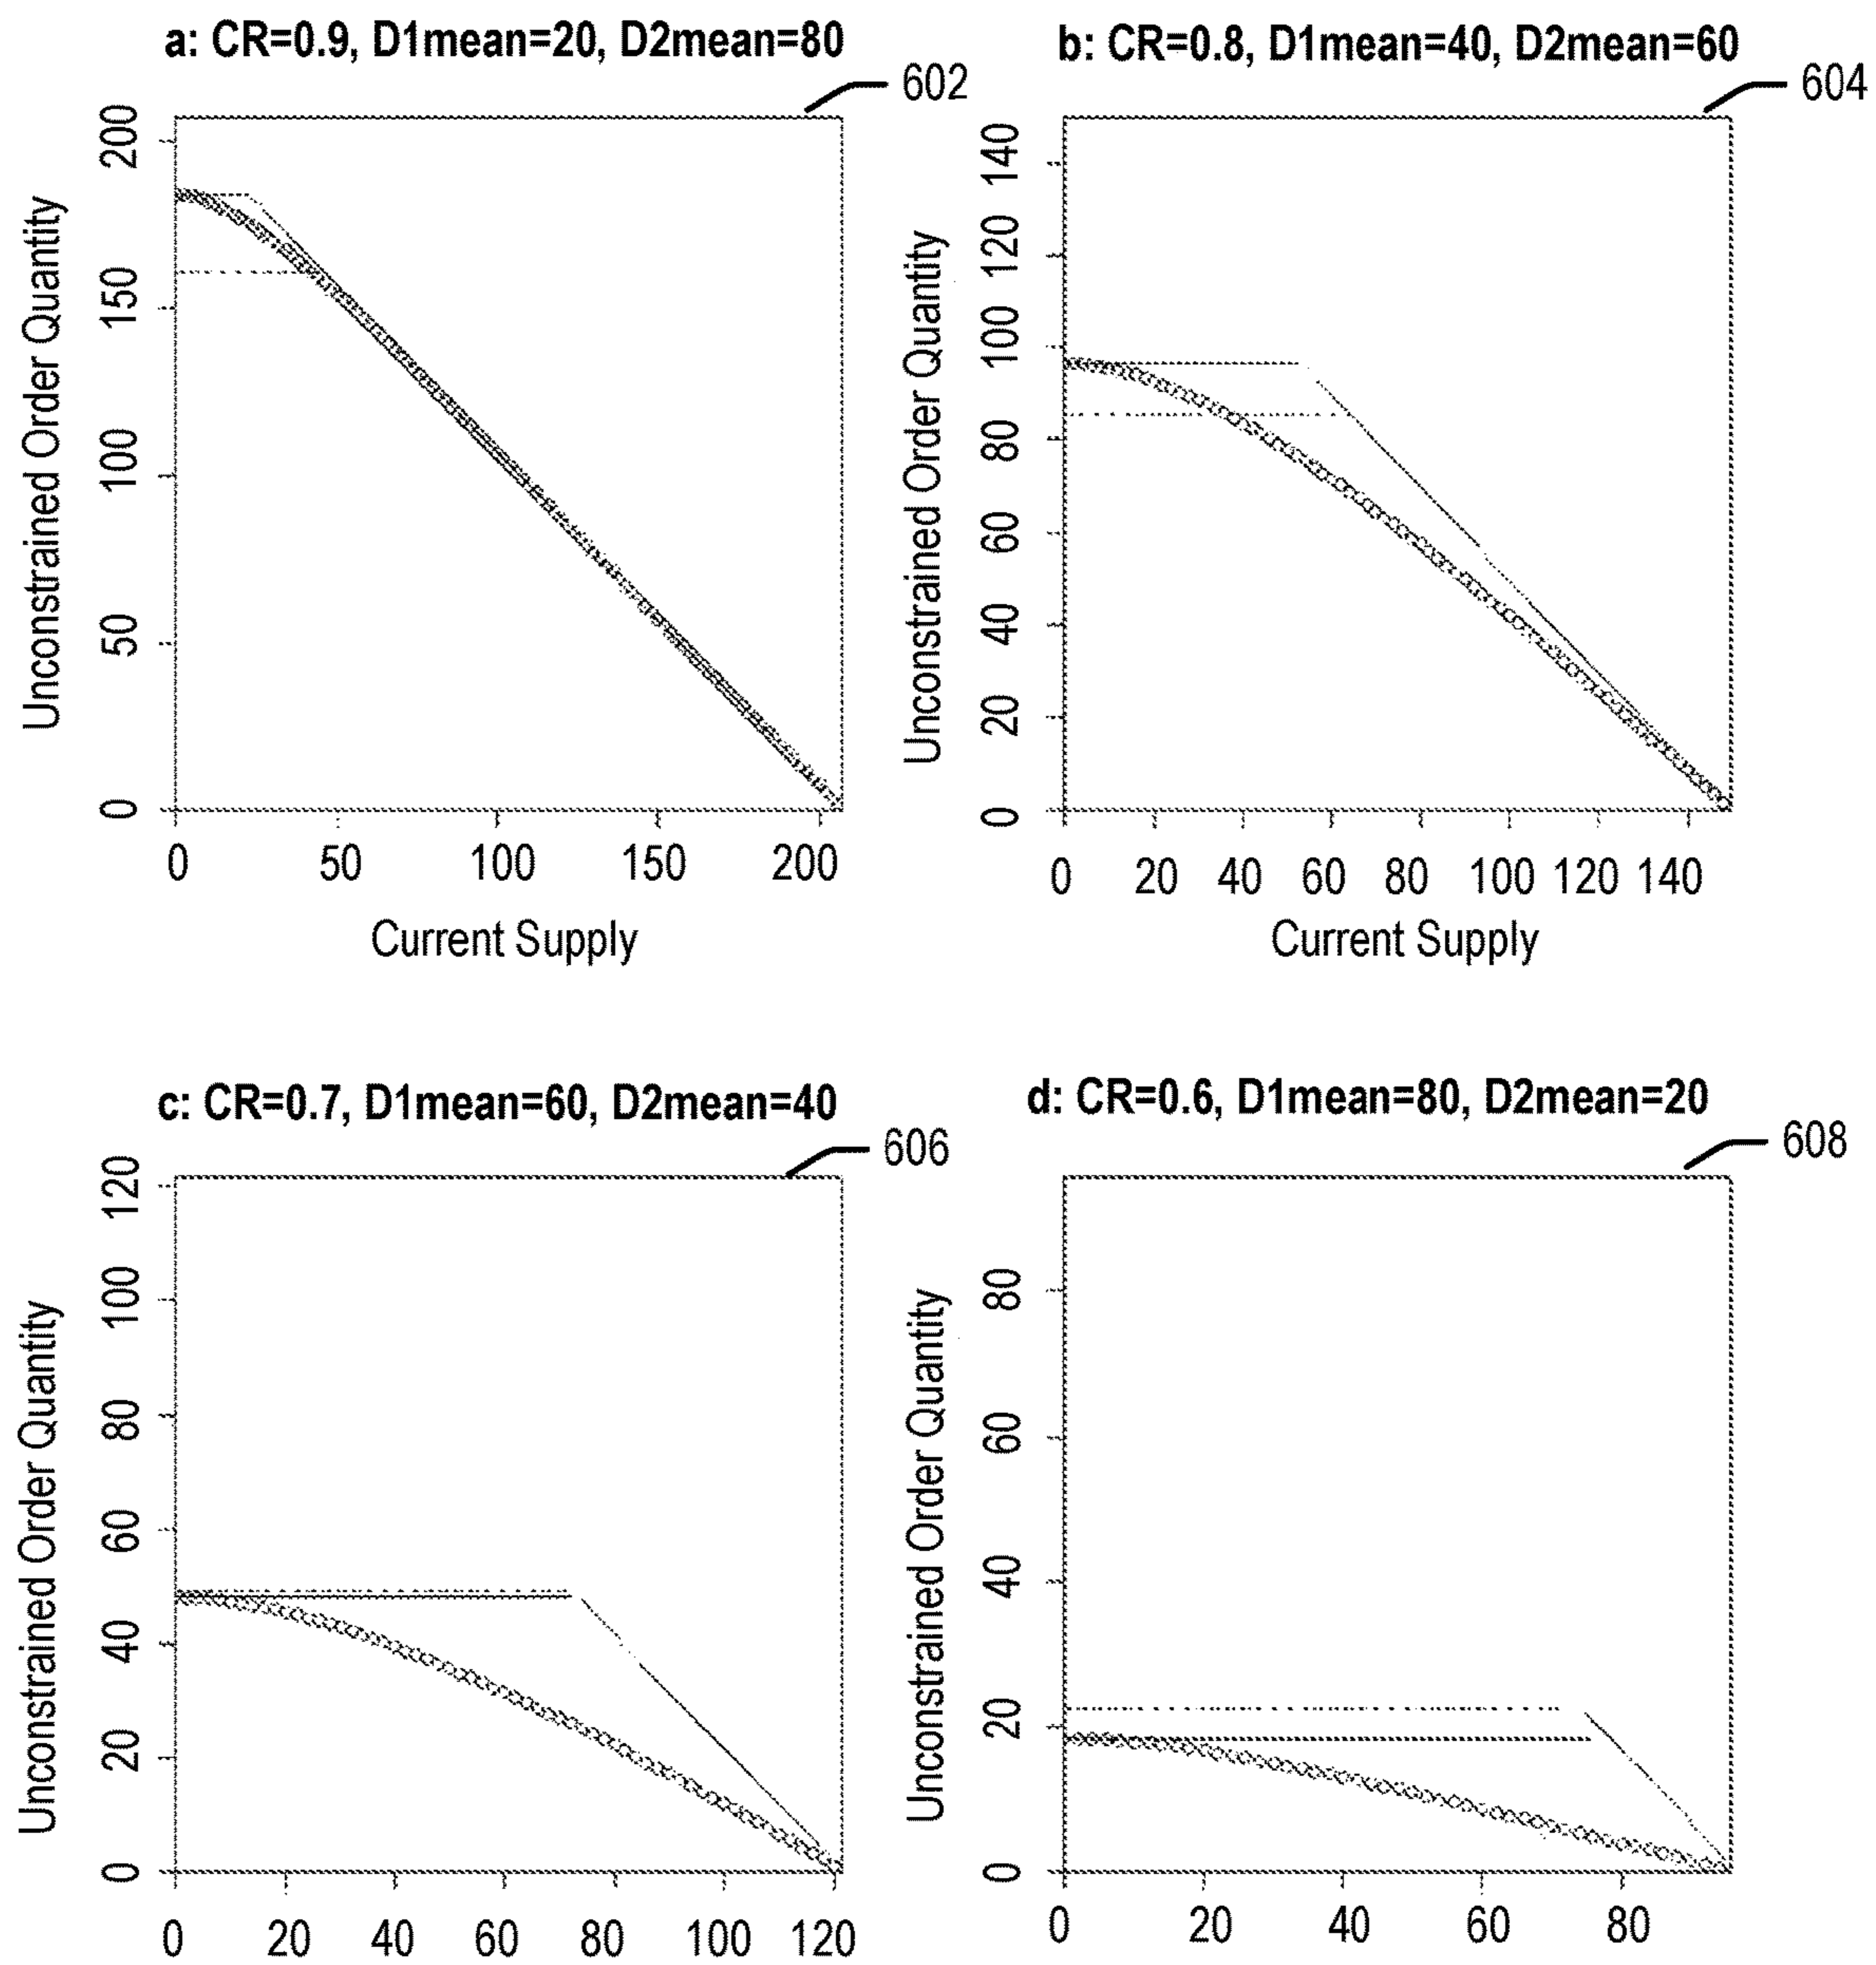 a: CR=0.9, D1mean=20, D2mean=80
602
Unconstrained Order Quantity
200
150
100
50
0
0 50 100 150 200
Current Supply
b: CR=0.8, D1mean=40, D2mean=60
604
Unconstrained Order Quantity
140
120
100
80
60
40
20
0
0 20 40 60 80 100 120 140
Current Supply
c: CR=0.7, D1mean=60, D2mean=40
606
Unconstrained Order Quantity
120
100
80
60
40
20
0
0 20 40 60 80 100 120
d: CR=0.6, D1mean=80, D2mean=20
608
Unconstrained Order Quantity
80
60
40
20
0
0 20 40 60 80